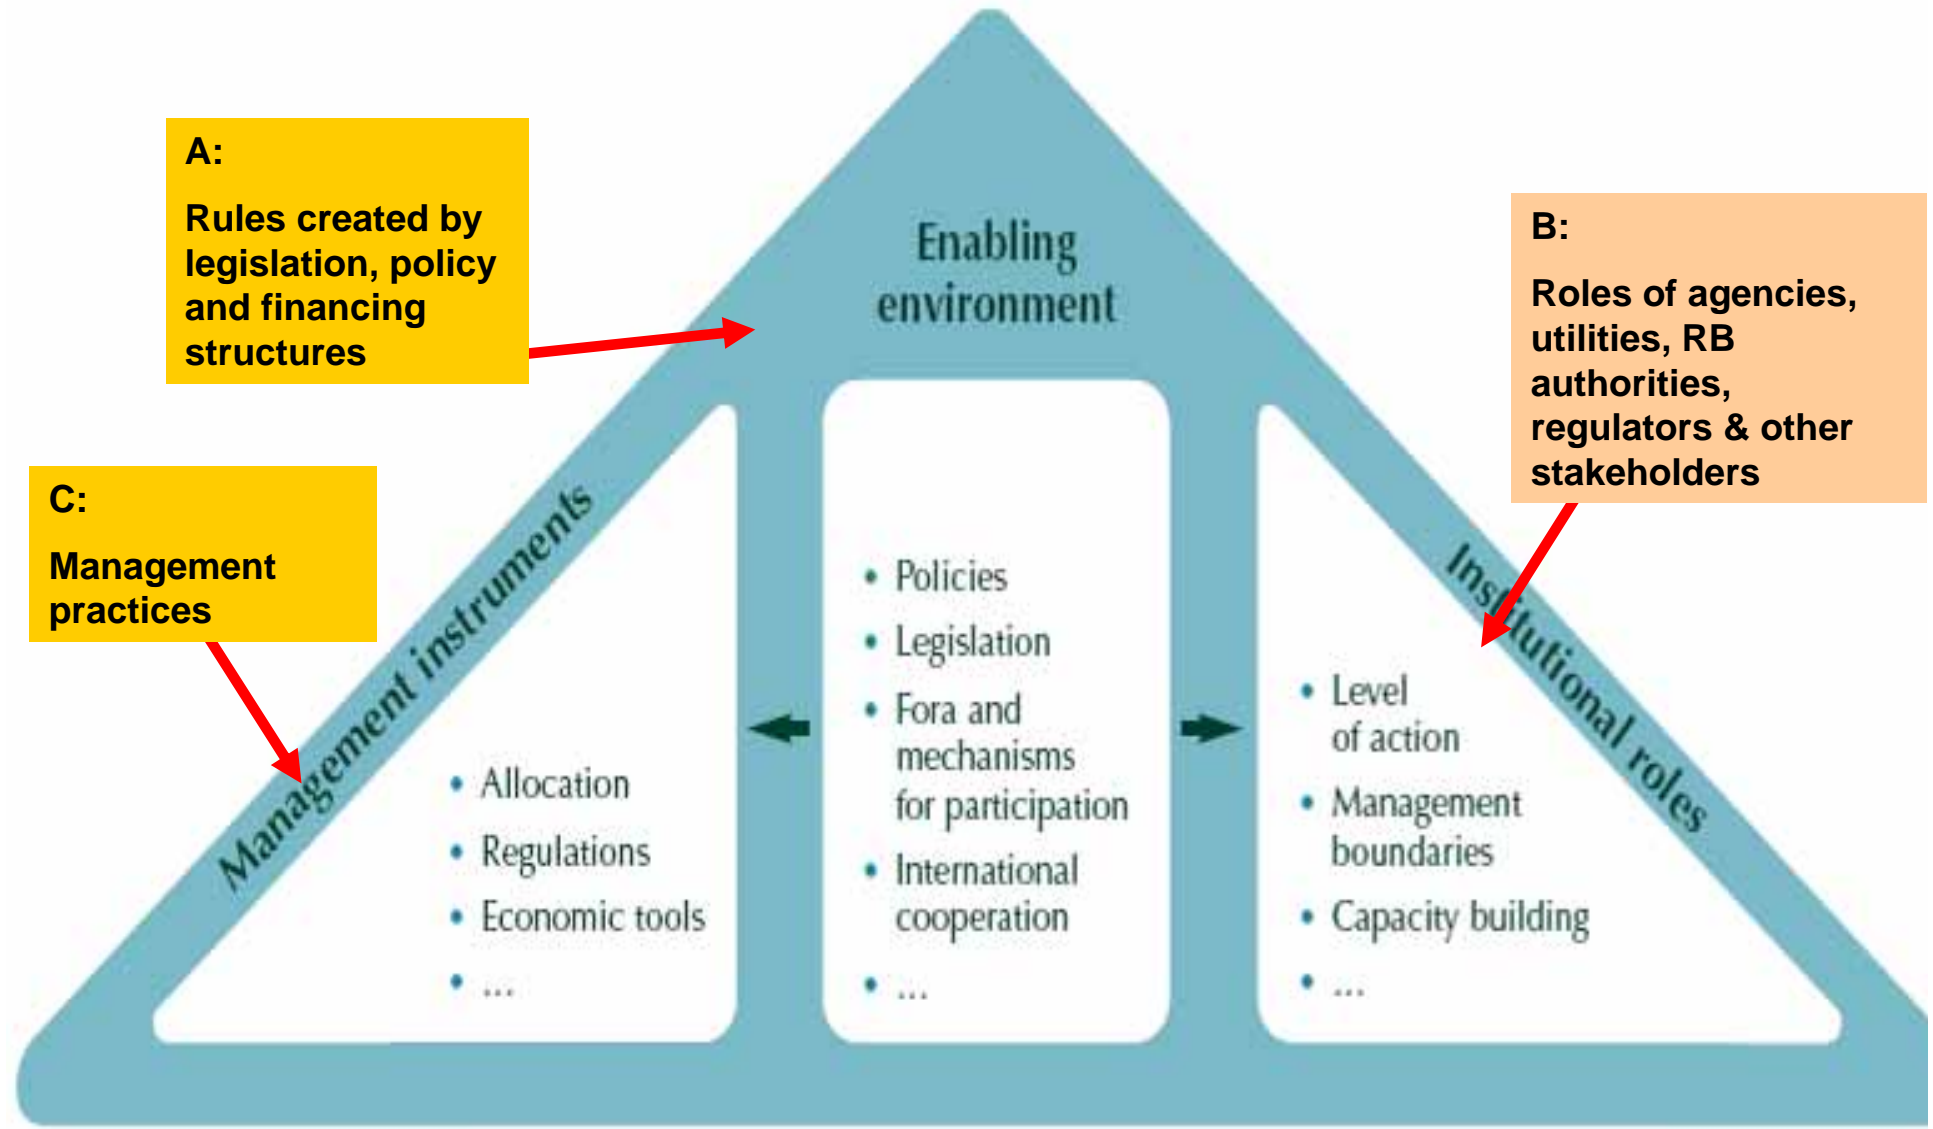 A:
Rules created by
legislation, policy
and financing
structures
B:
Roles of agencies,
utilities, RB
authorities,
regulators & other
stakeholders
C:
Management
practices
Enabling
environment
Management instruments
Institutional roles
• Allocation
• Regulations
• Economic tools
• ...
• Policies
• Legislation
• Fora and
mechanisms
for participation
• International
cooperation
• ...
• Level
of action
• Management
boundaries
• Capacity building
• ...